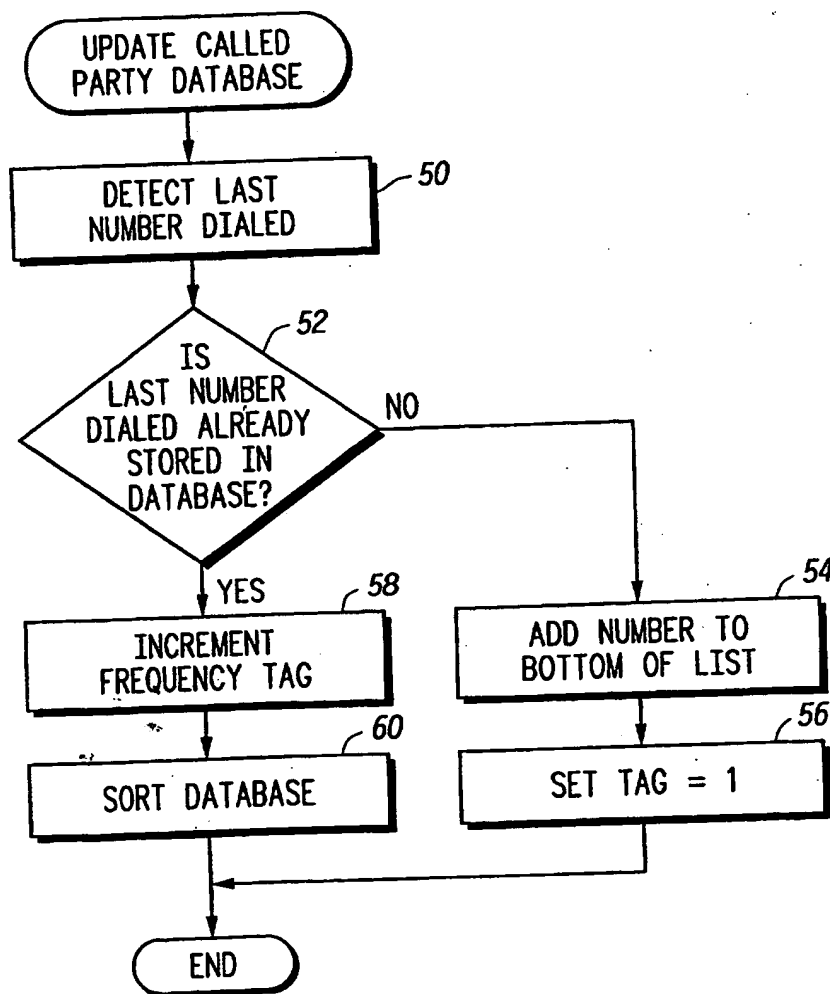 UPDATE CALLED
PARTY DATABASE
DETECT LAST
NUMBER DIALED
50
IS
LAST NUMBER
DIALED ALREADY
STORED IN
DATABASE?
52
NO
YES
INCREMENT
FREQUENCY TAG
58
ADD NUMBER TO
BOTTOM OF LIST
54
SORT DATABASE
60
SET TAG = 1
56
END